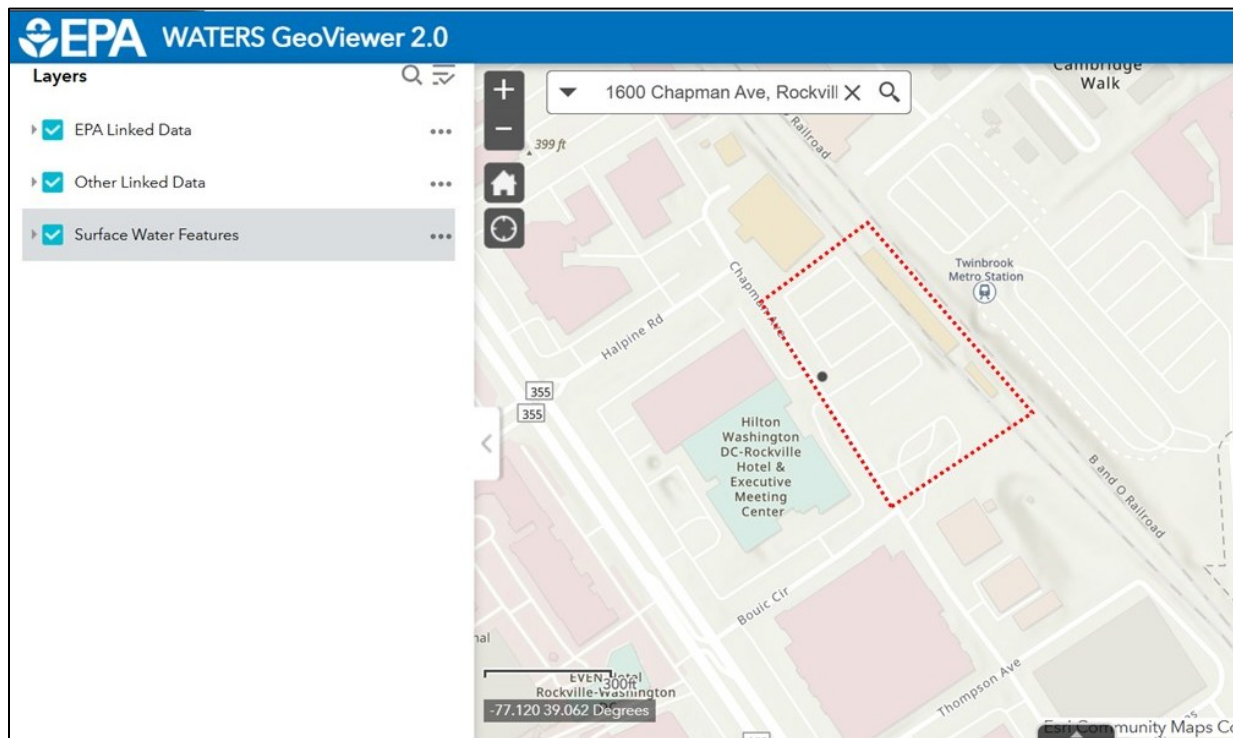 EPA WATERS GeoViewer 2.0
Layers
EPA Linked Data
Other Linked Data
Surface Water Features
1600 Chapman Ave, Rockvill
Cambridge
Walk
399 ft
Railroad
Twinbrook
Metro Station
Chapman Ave
Halpine Rd
355
355
Hilton
Washington
DC-Rockville
Hotel &
Executive
Meeting
Center
B and O Railroad
Bouic Cir
EVEN Hotel
Rockville-Washington
300ft
-77.120 39.062 Degrees
Thompson Ave
Esri Community Maps Co